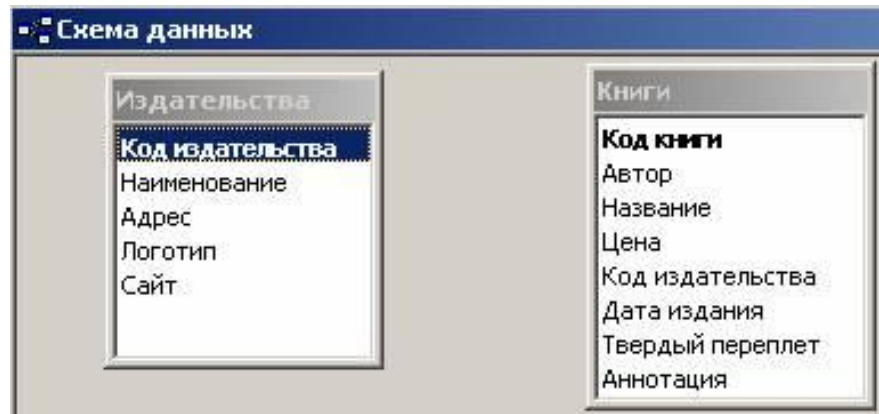 Схема данных
Издательства
Код издательства
Наименование
Адрес
Логотип
Сайт
Книги
Код книги
Автор
Название
Цена
Код издательства
Дата издания
Твердый переплет
Аннотация